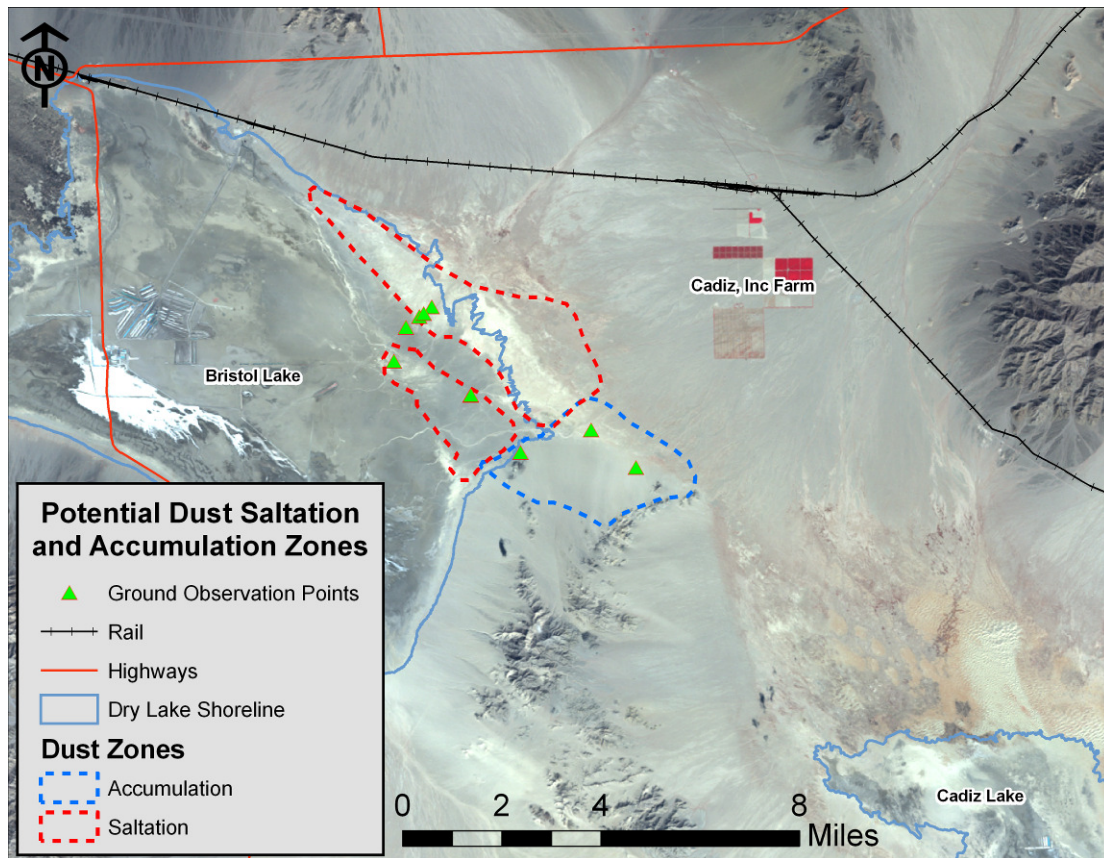 N
Cadiz, Inc Farm
Bristol Lake
Potential Dust Saltation
and Accumulation Zones
Ground Observation Points
Rail
Highways
Dry Lake Shoreline
Dust Zones
Accumulation
Saltation
Cadiz Lake
0 2 4 8
Miles